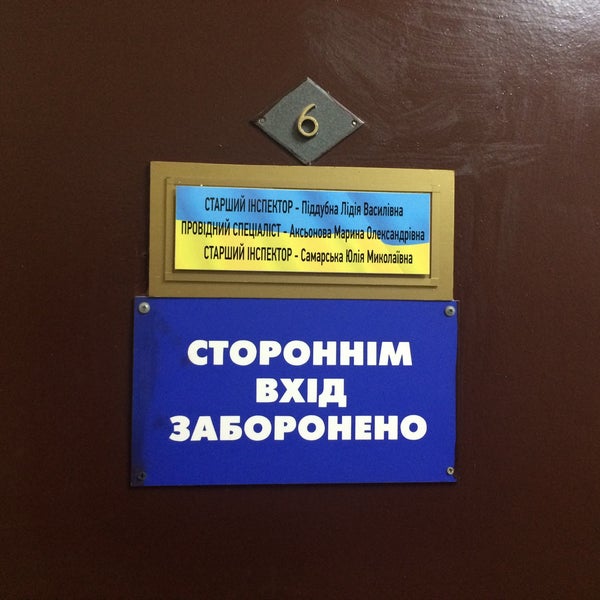 6
СТАРШИЙ ІНСПЕКТОР - Піддубна Лідія Василівна
ПРОВІДНИЙ СПЕЦІАЛІСТ - Аксьонова Марина Олександрівна
СТАРШИЙ ІНСПЕКТОР - Самарська Юлія Миколаївна
СТОРОННІМ
ВХІД
ЗАБОРОНЕНО